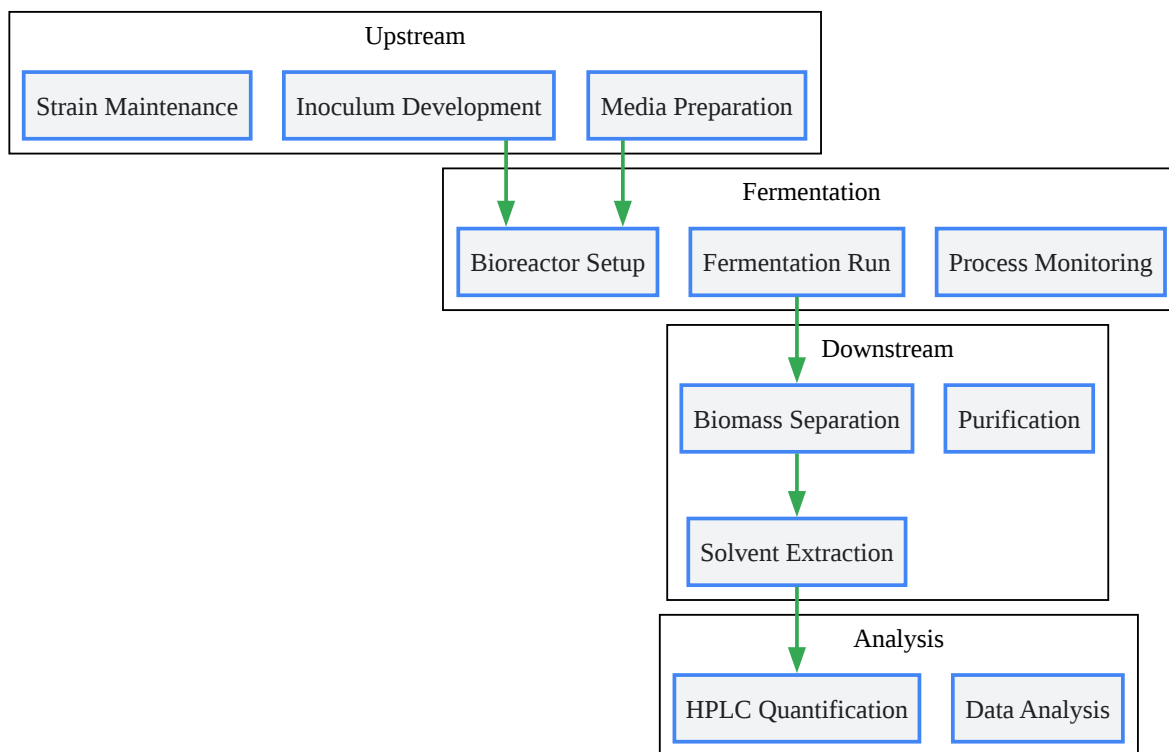 Upstream
Strain Maintenance
Inoculum Development
Media Preparation
Fermentation
Bioreactor Setup
Fermentation Run
Process Monitoring
Downstream
Biomass Separation
Purification
Solvent Extraction
Analysis
HPLC Quantification
Data Analysis